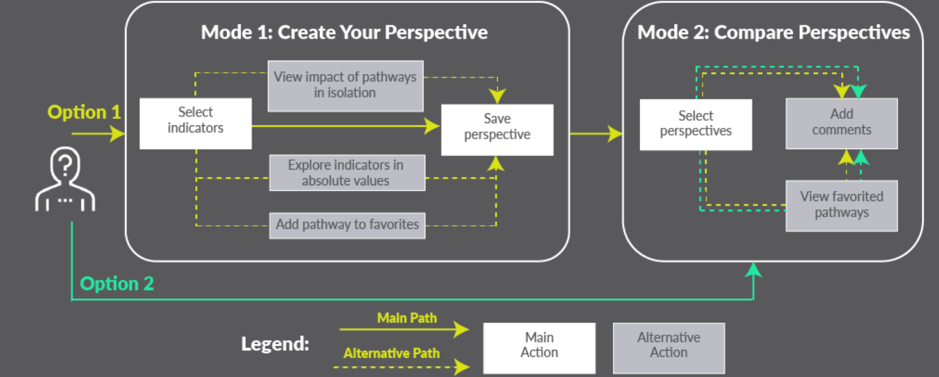 Mode 1: Create Your Perspective
Mode 2: Compare Perspectives
Option 1
View impact of pathways
in isolation
Select
indicators
Save
perspective
Explore indicators in
absolute values
Add pathway to favorites
Select
perspectives
Add
comments
View favorited
pathways
?
...
Option 2
Legend:
Main Path
Alternative Path
Main
Action
Alternative
Action